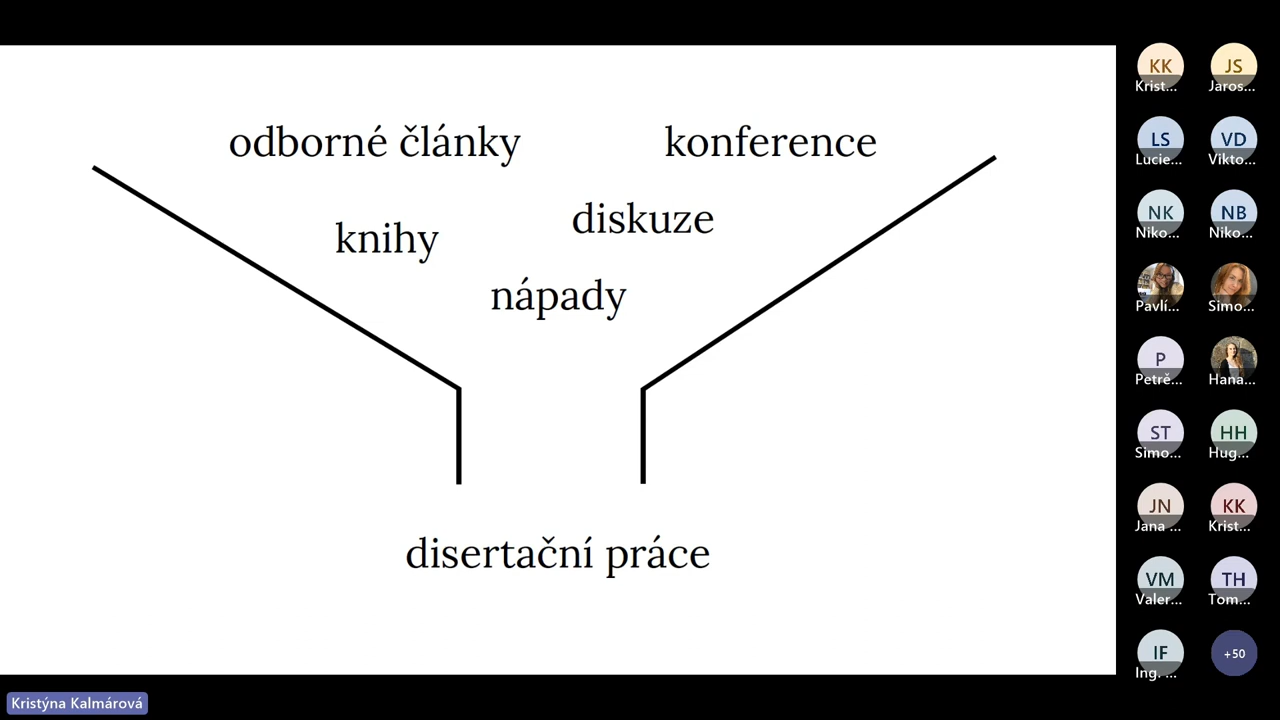 odborné články
konference
diskuze
knihy
nápady
disertační práce
KK
Krist...
JS
Jaros...
LS
Lucie...
VD
Vikto...
NK
Niko...
NB
Niko...
Pavlí...
Simo...
P
Petrě...
Hana...
ST
Simo...
HH
Hug...
JN
Jana ...
KK
Krist...
VM
Valer...
TH
Tom...
IF
Ing. ...
+50
Kristýna Kalmárová